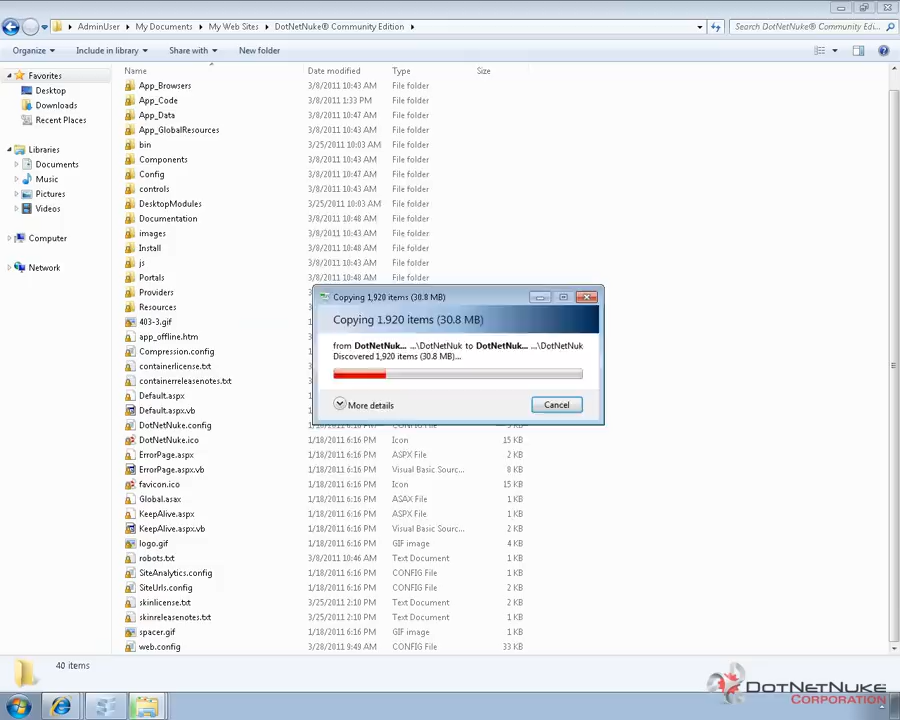 AdminUser ▸ My Documents ▸ My Web Sites ▸ DotNetNuke® Community Edition ▸
Search DotNetNuke® Community Edi...
Organize Include in library Share with New folder
Name Date modified Type Size
Favorites
Desktop
Downloads
Recent Places
Libraries
Documents
Music
Pictures
Videos
Computer
Network
App_Browsers 3/8/2011 10:43 AM File folder
App_Code 3/8/2011 1:33 PM File folder
App_Data 3/8/2011 10:47 AM File folder
App_GlobalResources 3/8/2011 10:43 AM File folder
bin 3/25/2011 10:03 AM File folder
Components 3/8/2011 10:43 AM File folder
Config 3/8/2011 10:47 AM File folder
controls 3/8/2011 10:43 AM File folder
DesktopModules 3/25/2011 10:03 AM File folder
Documentation 3/8/2011 10:48 AM File folder
images 3/8/2011 10:43 AM File folder
Install 3/8/2011 10:48 AM File folder
js 3/8/2011 10:43 AM File folder
Portals 3/8/2011 10:48 AM File folder
Providers
Resources
403-3.gif
app_offline.htm
Compression.config
containerlicense.txt
containerreleasenotes.txt
Default.aspx
Default.aspx.vb
DotNetNuke.config 1/18/2011 6:16 PM CONFIG File 9 KB
DotNetNuke.ico 1/18/2011 6:16 PM Icon 15 KB
ErrorPage.aspx 1/18/2011 6:16 PM ASPX File 2 KB
ErrorPage.aspx.vb 1/18/2011 6:16 PM Visual Basic Sourc... 8 KB
favicon.ico 1/18/2011 6:16 PM Icon 15 KB
Global.asax 1/18/2011 6:16 PM ASAX File 1 KB
KeepAlive.aspx 1/18/2011 6:16 PM ASPX File 1 KB
KeepAlive.aspx.vb 1/18/2011 6:16 PM Visual Basic Sourc... 2 KB
logo.gif 1/18/2011 6:16 PM GIF image 4 KB
robots.txt 3/8/2011 10:46 AM Text Document 1 KB
SiteAnalytics.config 1/18/2011 6:16 PM CONFIG File 1 KB
SiteUrls.config 1/18/2011 6:16 PM CONFIG File 2 KB
skinlicense.txt 3/25/2011 2:10 PM Text Document 2 KB
skinreleasenotes.txt 3/25/2011 2:10 PM Text Document 1 KB
spacer.gif 1/18/2011 6:16 PM GIF image 1 KB
web.config 3/28/2011 9:49 AM CONFIG File 33 KB
Copying 1,920 items (30.8 MB)
Copying 1,920 items (30.8 MB)
from DotNetNuk... ...\DotNetNuk to DotNetNuk... ...\DotNetNuk
Discovered 1,920 items (30.8 MB)...
More details Cancel
40 items
DotNetNuke
Corporation